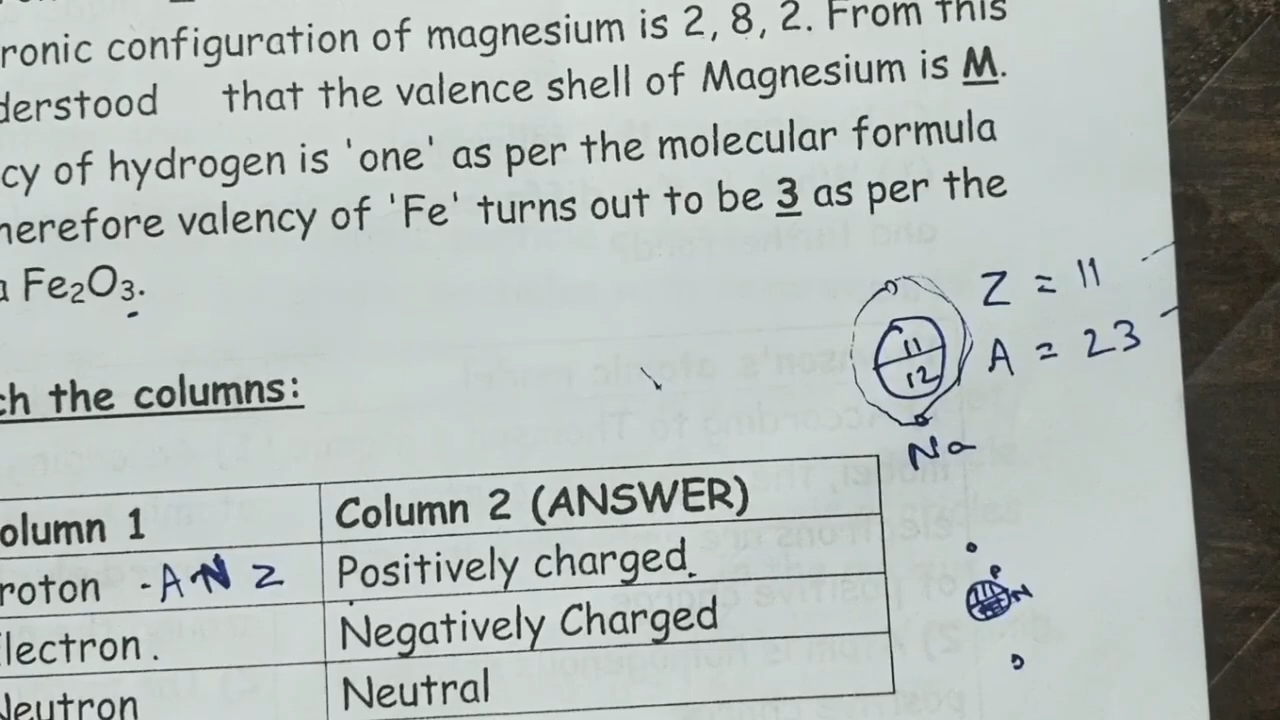 ronic configuration of magnesium is 2, 8, 2. From this
derstood that the valence shell of Magnesium is M.
cy of hydrogen is 'one' as per the molecular formula
herefore valency of 'Fe' turns out to be 3 as per the
a Fe₂O₃.
Z = 11
11
12
A = 23
Na
ch the columns:
olumn 1 Column 2 (ANSWER)
roton - AN Z Positively charged.
lectron. Negatively Charged
Neutron Neutral
P
N